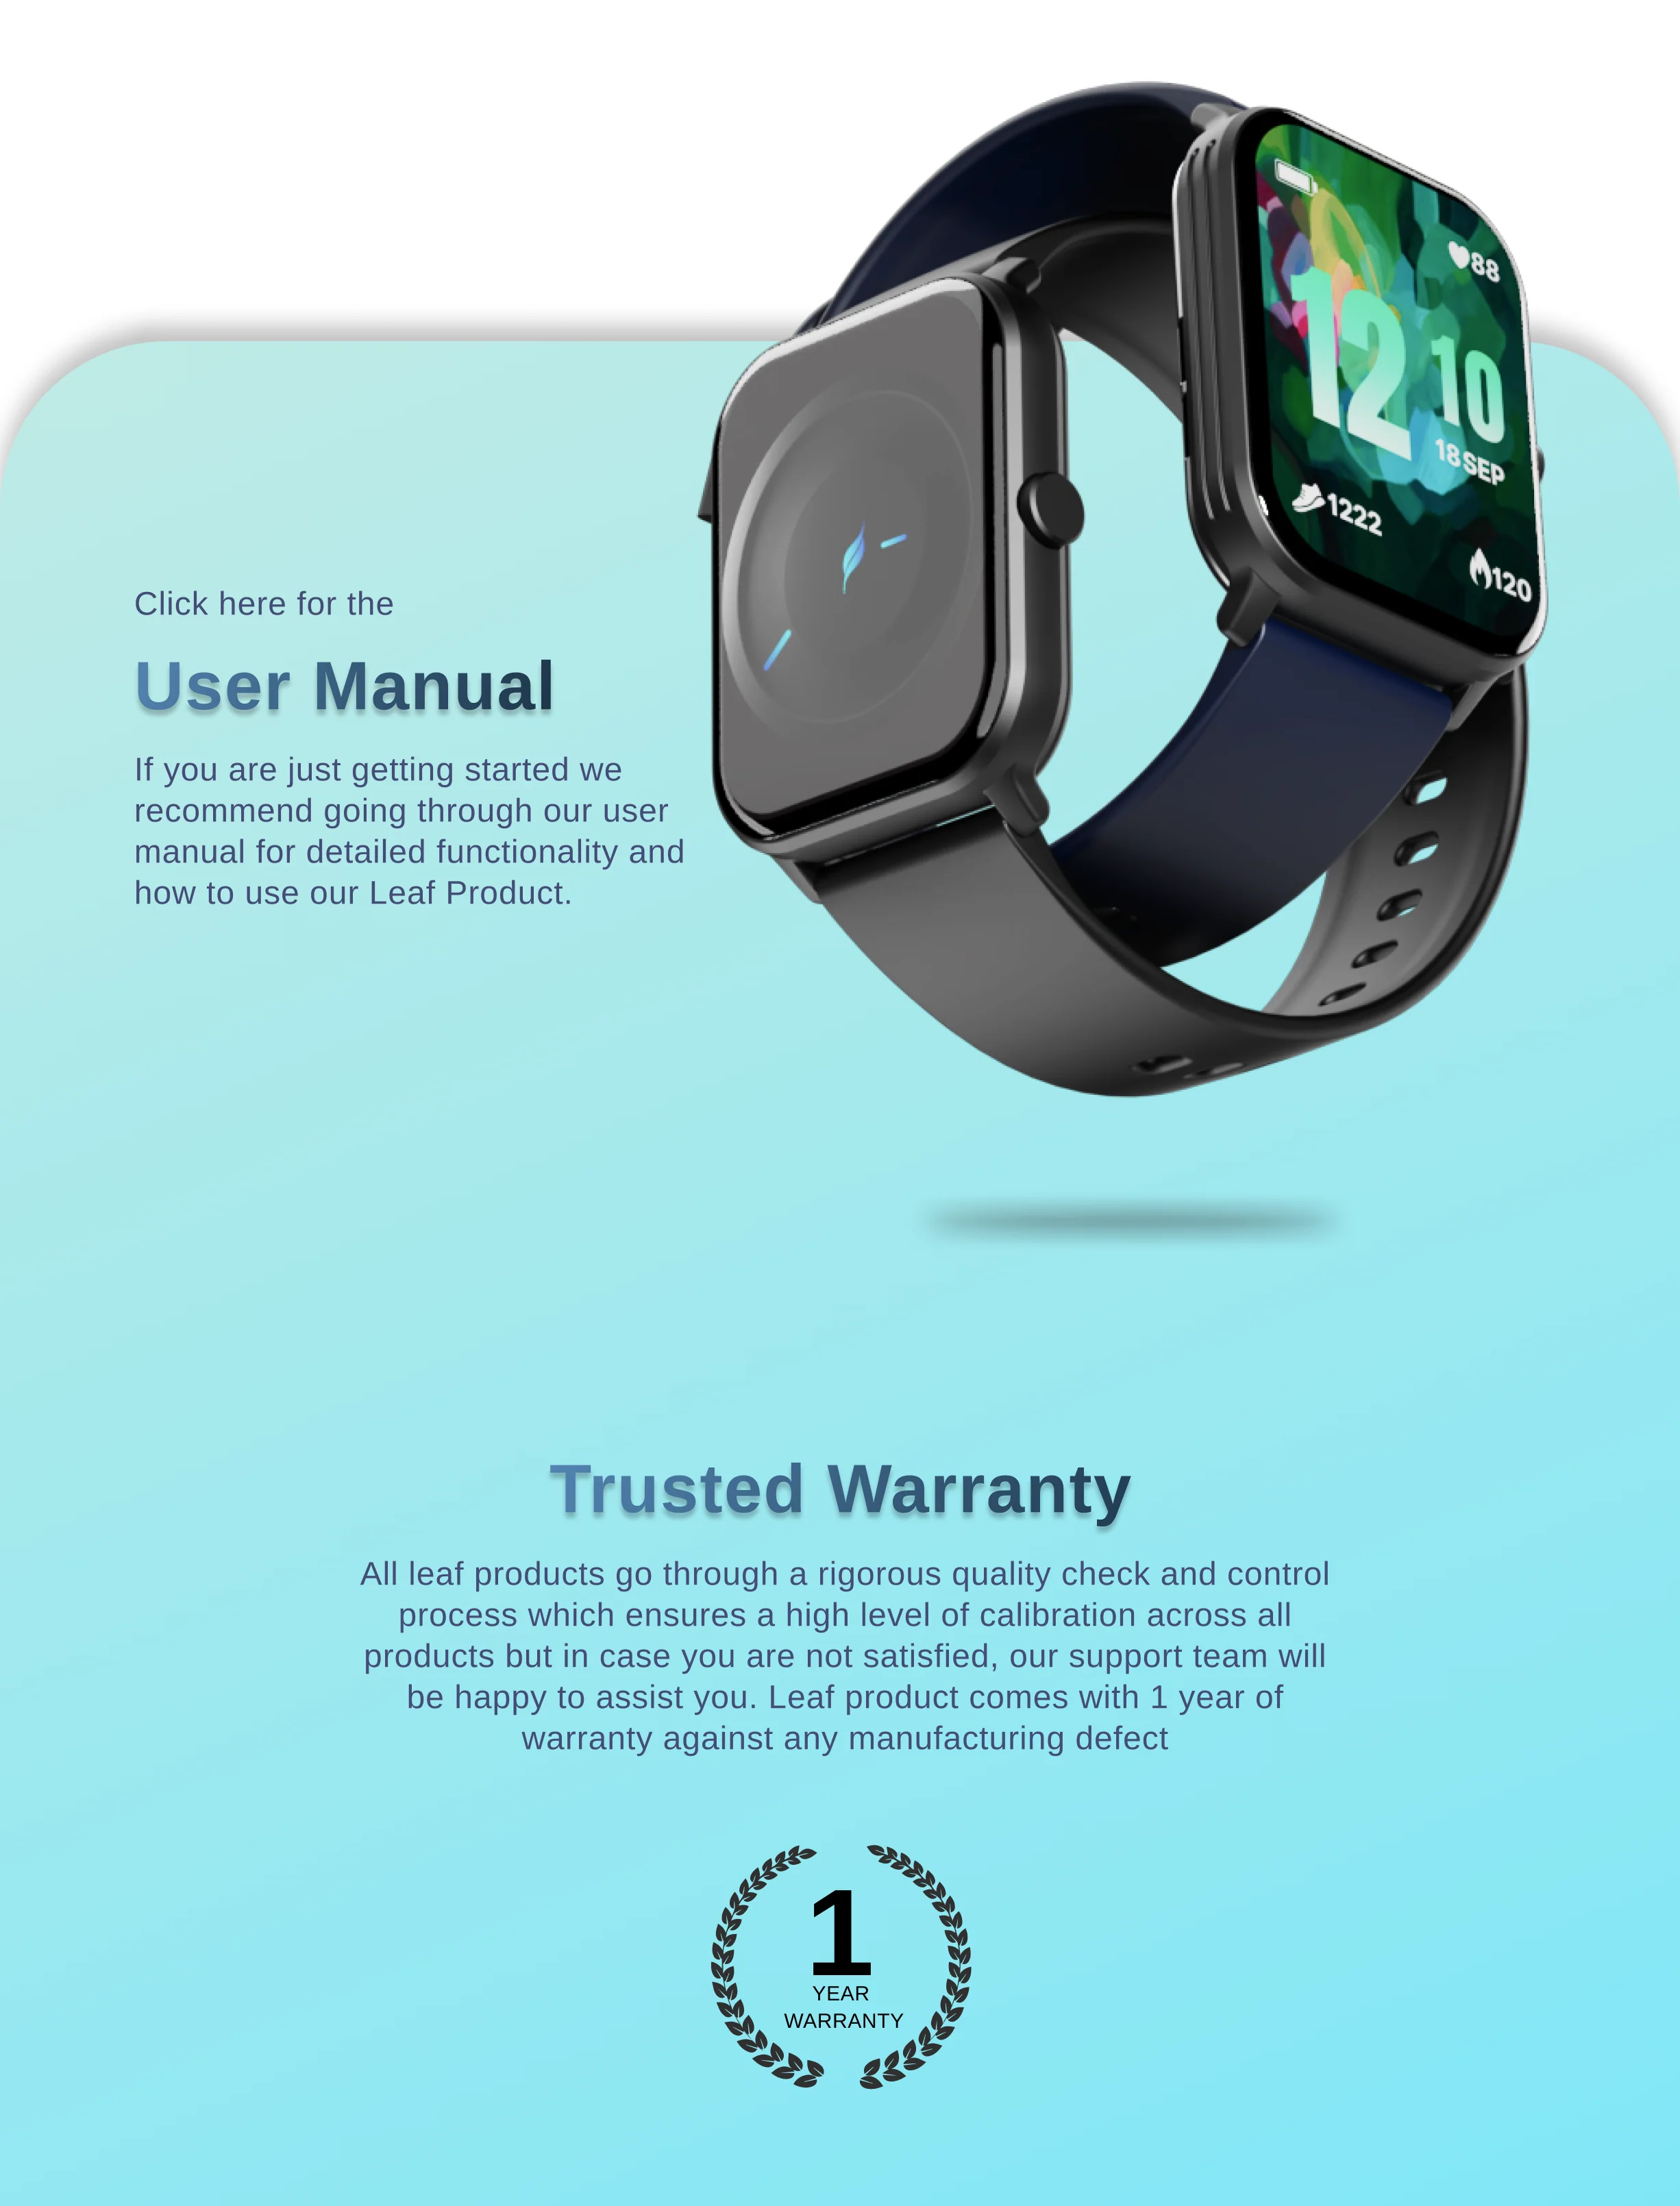 88
12
10
18 SEP
1222
120
Click here for the
User Manual
If you are just getting started we
recommend going through our user
manual for detailed functionality and
how to use our Leaf Product.
Trusted Warranty
All leaf products go through a rigorous quality check and control
process which ensures a high level of calibration across all
products but in case you are not satisfied, our support team will
be happy to assist you. Leaf product comes with 1 year of
warranty against any manufacturing defect
1
YEAR
WARRANTY